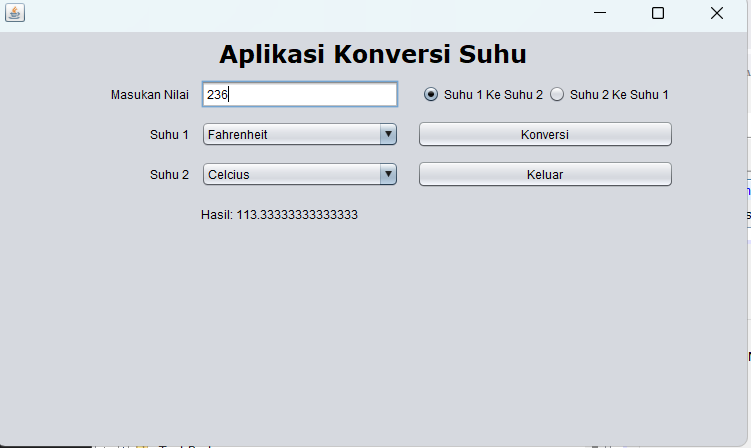 Aplikasi Konversi Suhu
Masukan Nilai 236 Suhu 1 Ke Suhu 2 Suhu 2 Ke Suhu 1
Suhu 1 Fahrenheit Konversi
Suhu 2 Celcius Keluar
Hasil: 113.33333333333333